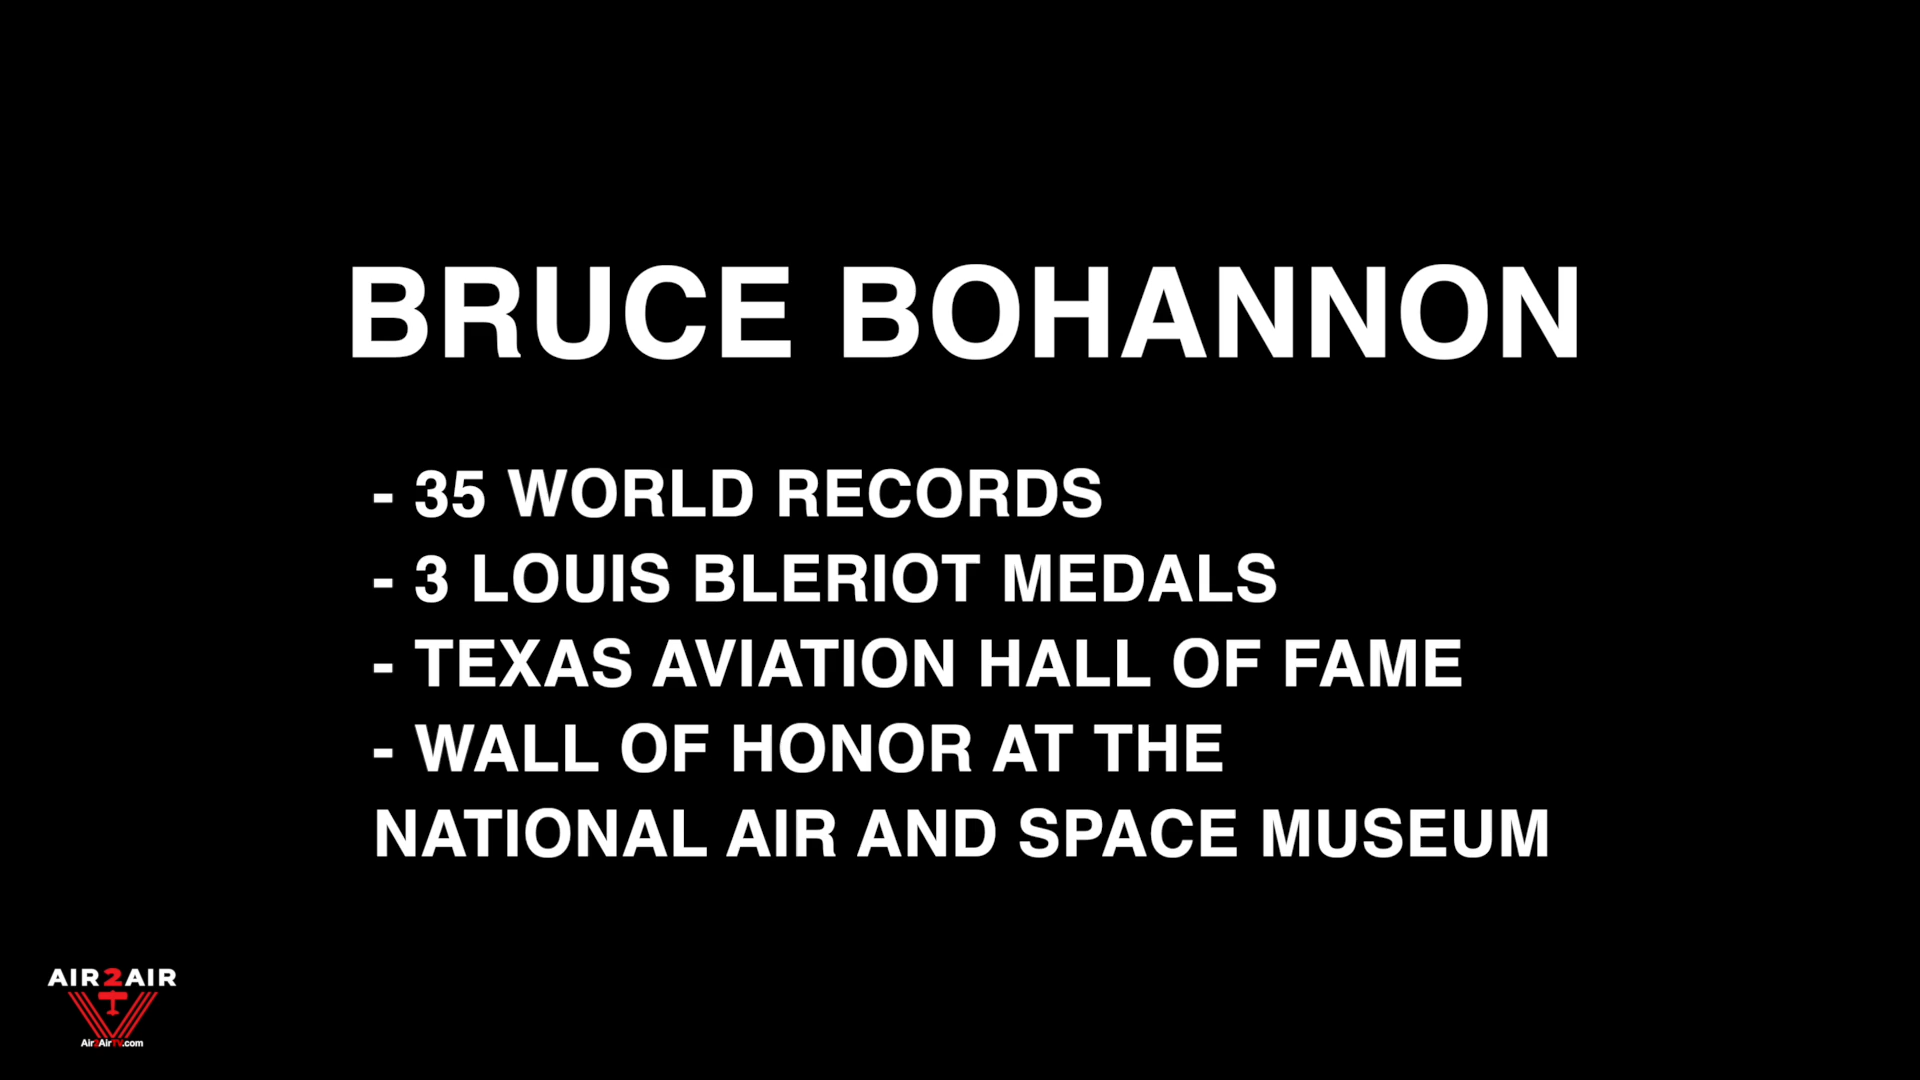 BRUCE BOHANNON
- 35 WORLD RECORDS
- 3 LOUIS BLERIOT MEDALS
- TEXAS AVIATION HALL OF FAME
- WALL OF HONOR AT THE
NATIONAL AIR AND SPACE MUSEUM
AIR2AIR
Air2AirTV.com